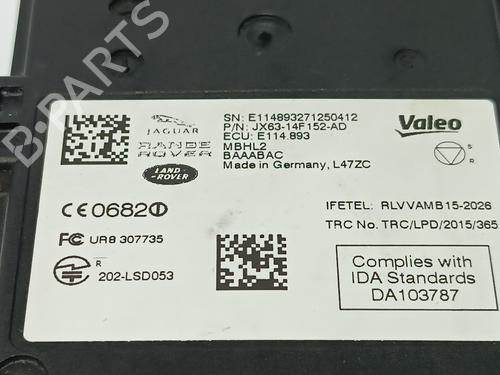 SN: E114893271250412
P/N: JX63-14F152-AD
ECU: E114.893
MBHL2
BAAABAC
Made in Germany, L47ZC
JAGUAR
RANGE ROVER
LAND-ROVER
Valeo
CE0682
IFETEL: RLVVAMB15-2026
TRC No. TRC/LPD/2015/365
FC UR8 307735
R 202-LSD053
Complies with
IDA Standards
DA103787
B-PARTS